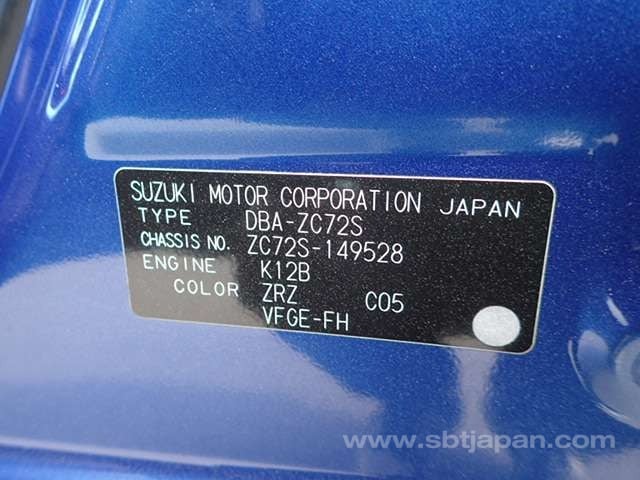 SUZUKI MOTOR CORPORATION JAPAN
TYPE DBA-ZC72S
CHASSIS NO. ZC72S-149528
ENGINE K12B
COLOR ZRZ C05
VFGE-FH
www.sbtjapan.com